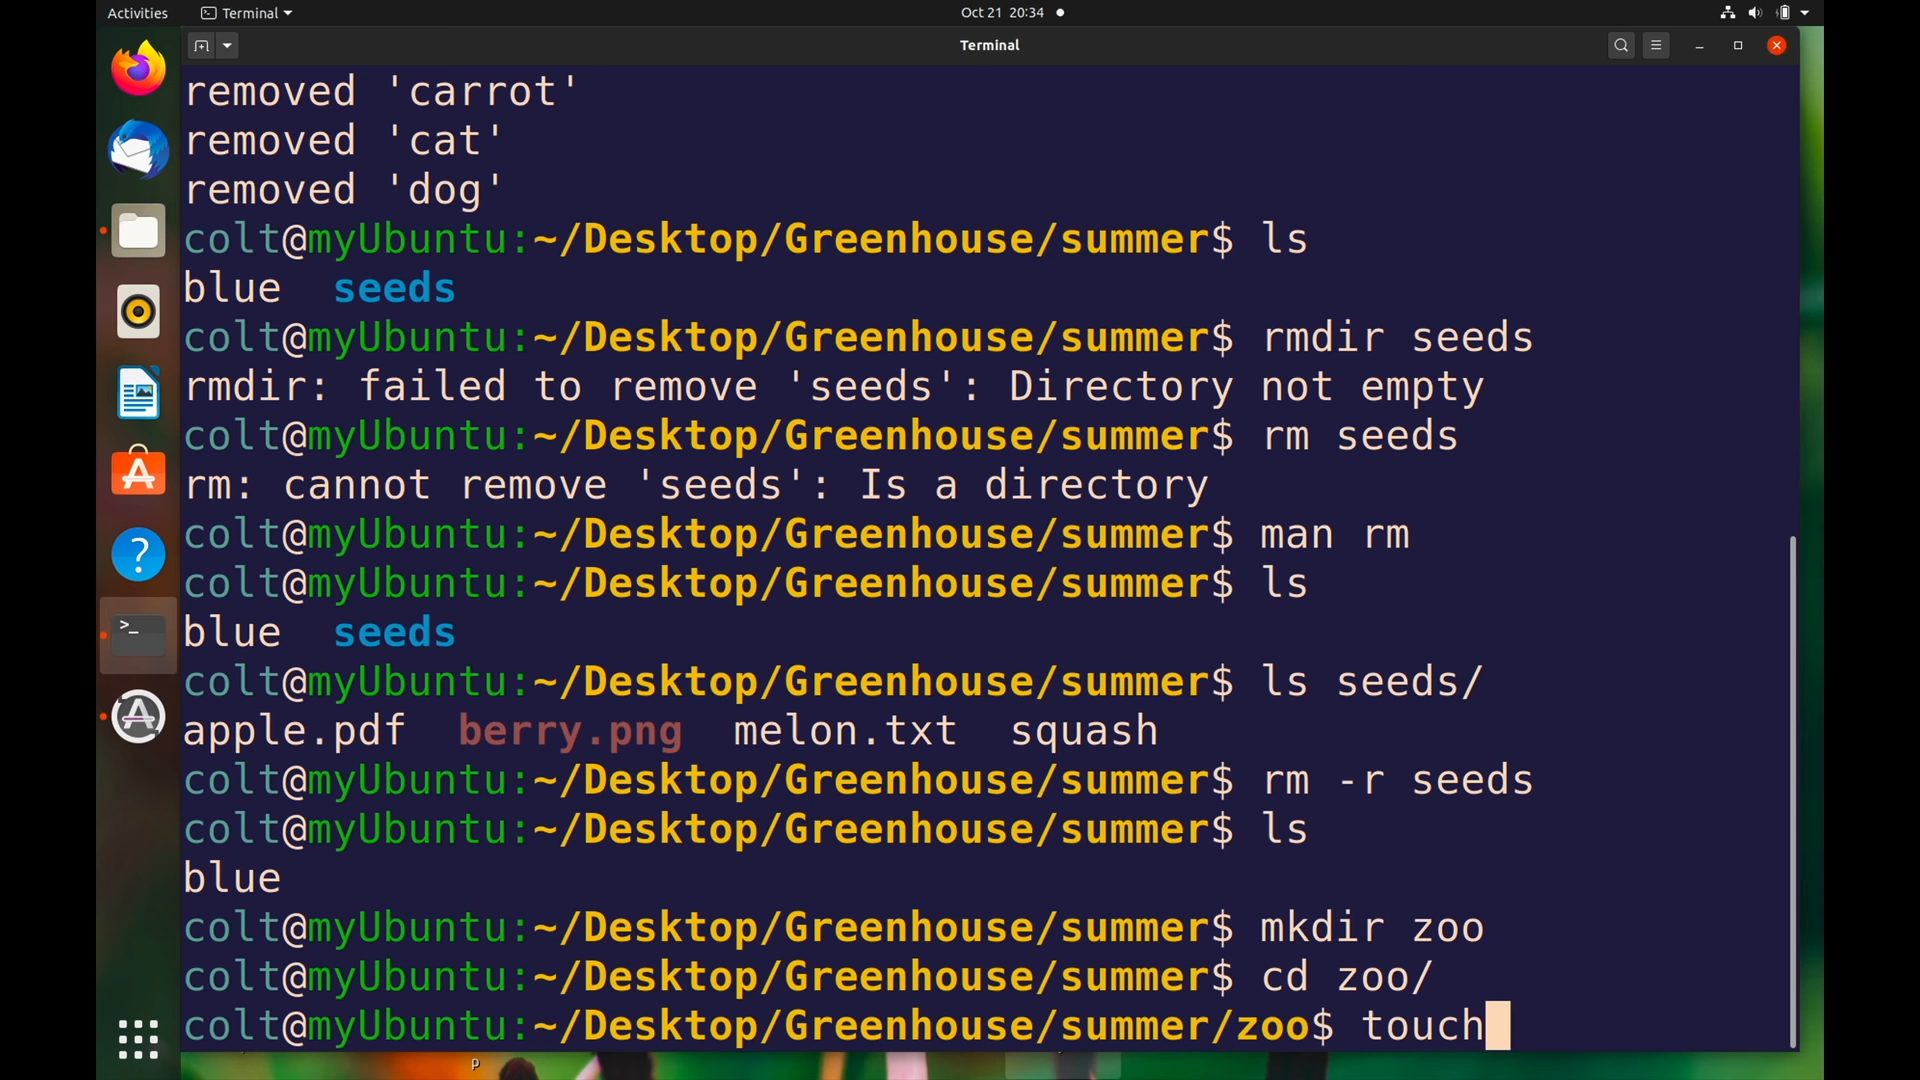 Activities Terminal Oct 21 20:34
Terminal
removed 'carrot'
removed 'cat'
removed 'dog'
colt@myUbuntu:~/Desktop/Greenhouse/summer$ ls
blue seeds
colt@myUbuntu:~/Desktop/Greenhouse/summer$ rmdir seeds
rmdir: failed to remove 'seeds': Directory not empty
colt@myUbuntu:~/Desktop/Greenhouse/summer$ rm seeds
rm: cannot remove 'seeds': Is a directory
colt@myUbuntu:~/Desktop/Greenhouse/summer$ man rm
colt@myUbuntu:~/Desktop/Greenhouse/summer$ ls
blue seeds
colt@myUbuntu:~/Desktop/Greenhouse/summer$ ls seeds/
apple.pdf berry.png melon.txt squash
colt@myUbuntu:~/Desktop/Greenhouse/summer$ rm -r seeds
colt@myUbuntu:~/Desktop/Greenhouse/summer$ ls
blue
colt@myUbuntu:~/Desktop/Greenhouse/summer$ mkdir zoo
colt@myUbuntu:~/Desktop/Greenhouse/summer$ cd zoo/
colt@myUbuntu:~/Desktop/Greenhouse/summer/zoo$ touch